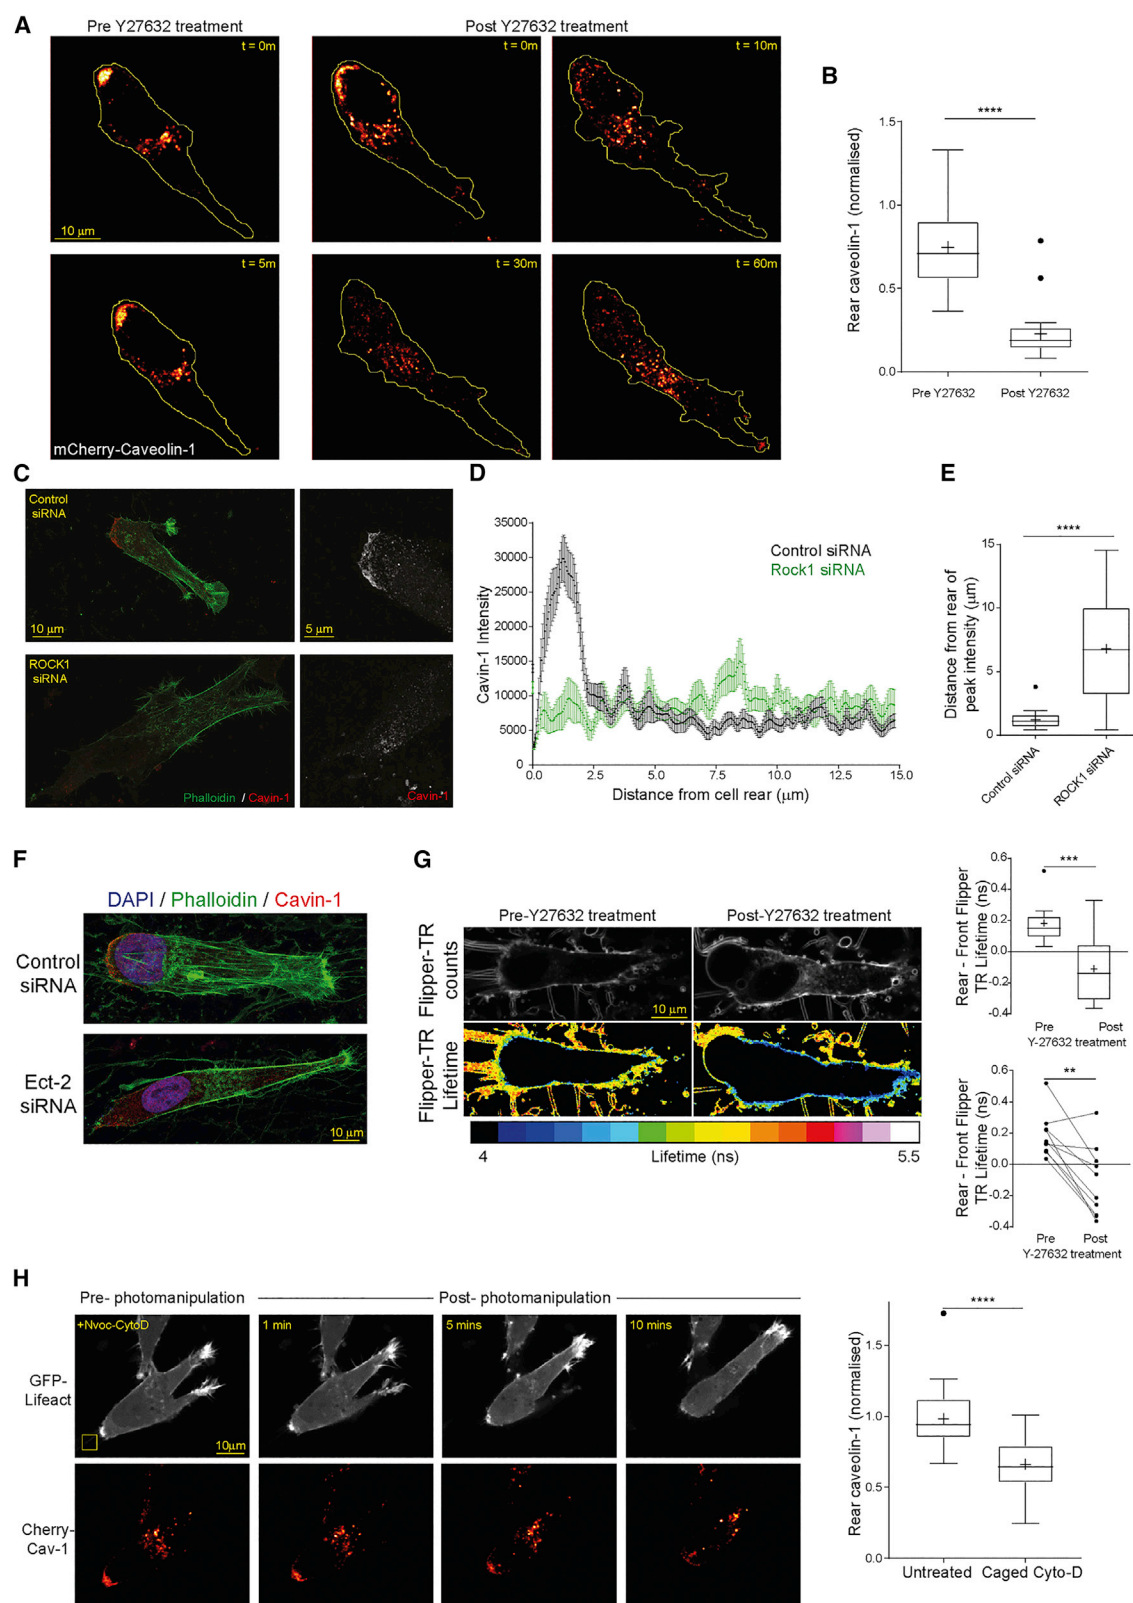 A
Pre Y27632 treatment
Post Y27632 treatment
t = 0m
t = 0m
t = 10m
10 µm
t = 5m
t = 30m
t = 60m
mCherry-Caveolin-1
B
****
Rear caveolin-1 (normalised)
1.5
1.0
0.5
0.0
Pre Y27632
Post Y27632
C
Control
siRNA
10 µm
5 µm
ROCK1
siRNA
Phalloidin / Cavin-1
Cavin-1
D
Cavin-1 Intensity
35000
30000
25000
20000
15000
10000
5000
0
Control siRNA
Rock1 siRNA
0.0
2.5
5.0
7.5
10.0
12.5
15.0
Distance from cell rear (µm)
E
****
Distance from rear of
peak intensity (µm)
15
10
5
0
Control siRNA
ROCK1 siRNA
F
DAPI / Phalloidin / Cavin-1
Control
siRNA
Ect-2
siRNA
10 µm
G
Pre-Y27632 treatment
Post-Y27632 treatment
Flipper-TR
counts
10 µm
Flipper-TR
Lifetime
4
Lifetime (ns)
5.5
***
Rear - Front Flipper
TR Lifetime (ns)
0.6
0.4
0.2
0.0
-0.2
-0.4
Pre
Post
Y-27632 treatment
**
Rear - Front Flipper
TR Lifetime (ns)
0.6
0.4
0.2
0.0
-0.2
-0.4
Pre
Post
Y-27632 treatment
H
Pre- photomanipulation
Post- photomanipulation
+Nvoc-CytoD
1 min
5 mins
10 mins
GFP-
Lifeact
10µm
Cherry-
Cav-1
****
Rear caveolin-1 (normalised)
1.5
1.0
0.5
0.0
Untreated
Caged Cyto-D